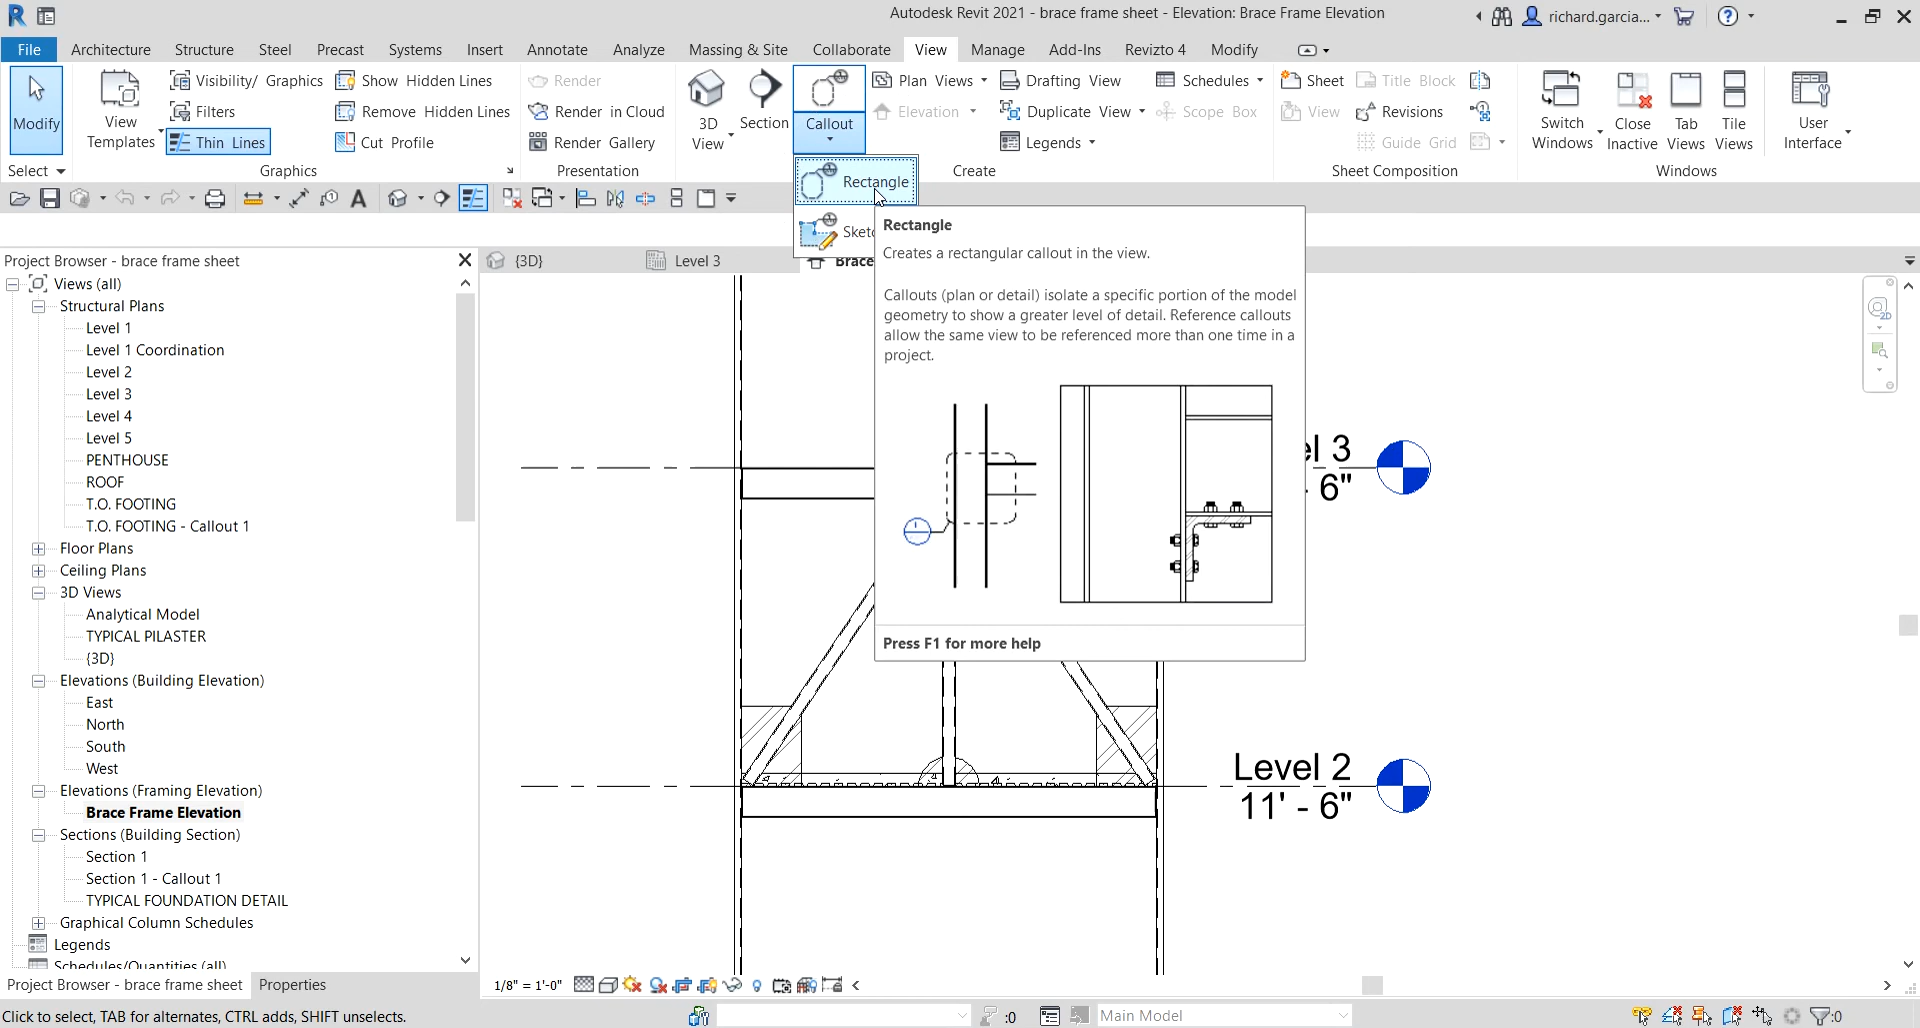 Autodesk Revit 2021 - brace frame sheet - Elevation: Brace Frame Elevation
richard.garcia...
File Architecture Structure Steel Precast Systems Insert Annotate Analyze Massing & Site Collaborate View Manage Add-Ins Revizto 4 Modify
Modify
View Templates
Visibility/ Graphics
Filters
Thin Lines
Show Hidden Lines
Remove Hidden Lines
Cut Profile
Render
Render in Cloud
Render Gallery
3D View
Section
Callout
Plan Views
Elevation
Drafting View
Duplicate View
Legends
Schedules
Scope Box
Sheet
View
Title Block
Revisions
Guide Grid
Switch Windows
Close Inactive
Tab Views
Tile Views
User Interface
Select
Graphics
Presentation
Create
Sheet Composition
Windows
Rectangle
Rectangle
Creates a rectangular callout in the view.
Callouts (plan or detail) isolate a specific portion of the model
geometry to show a greater level of detail. Reference callouts
allow the same view to be referenced more than one time in a
project.
Press F1 for more help
Project Browser - brace frame sheet
{3D}
Level 3
Brace
Views (all)
Structural Plans
Level 1
Level 1 Coordination
Level 2
Level 3
Level 4
Level 5
PENTHOUSE
ROOF
T.O. FOOTING
T.O. FOOTING - Callout 1
Floor Plans
Ceiling Plans
3D Views
Analytical Model
TYPICAL PILASTER
{3D}
Elevations (Building Elevation)
East
North
South
West
Elevations (Framing Elevation)
Brace Frame Elevation
Sections (Building Section)
Section 1
Section 1 - Callout 1
TYPICAL FOUNDATION DETAIL
Graphical Column Schedules
Legends
Schedules/Quantities (all)
el 3
- 6"
Level 2
11' - 6"
Project Browser - brace frame sheet
Properties
1/8" = 1'-0"
Click to select, TAB for alternates, CTRL adds, SHIFT unselects.
:0
Main Model
:0